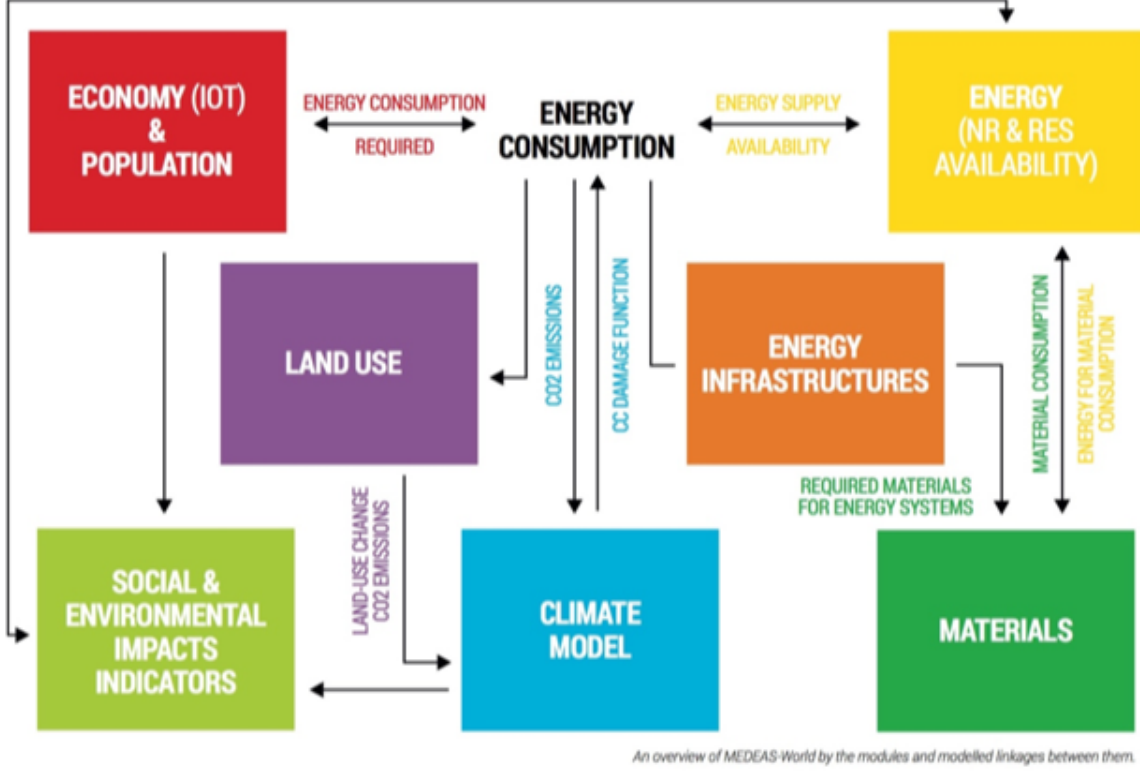 ECONOMY (IOT)
&
POPULATION
ENERGY CONSUMPTION
REQUIRED
ENERGY
CONSUMPTION
ENERGY SUPPLY
AVAILABILITY
ENERGY
(NR & RES
AVAILABILITY)
LAND USE
CO2 EMISSIONS
CC DAMAGE FUNCTION
ENERGY
INFRASTRUCTURES
MATERIAL CONSUMPTION
ENERGY FOR MATERIAL
CONSUMPTION
REQUIRED MATERIALS
FOR ENERGY SYSTEMS
LAND-USE CHANGE
CO2 EMISSIONS
SOCIAL &
ENVIRONMENTAL
IMPACTS
INDICATORS
CLIMATE
MODEL
MATERIALS
An overview of MEDEAS-World by the modules and modelled linkages between them.